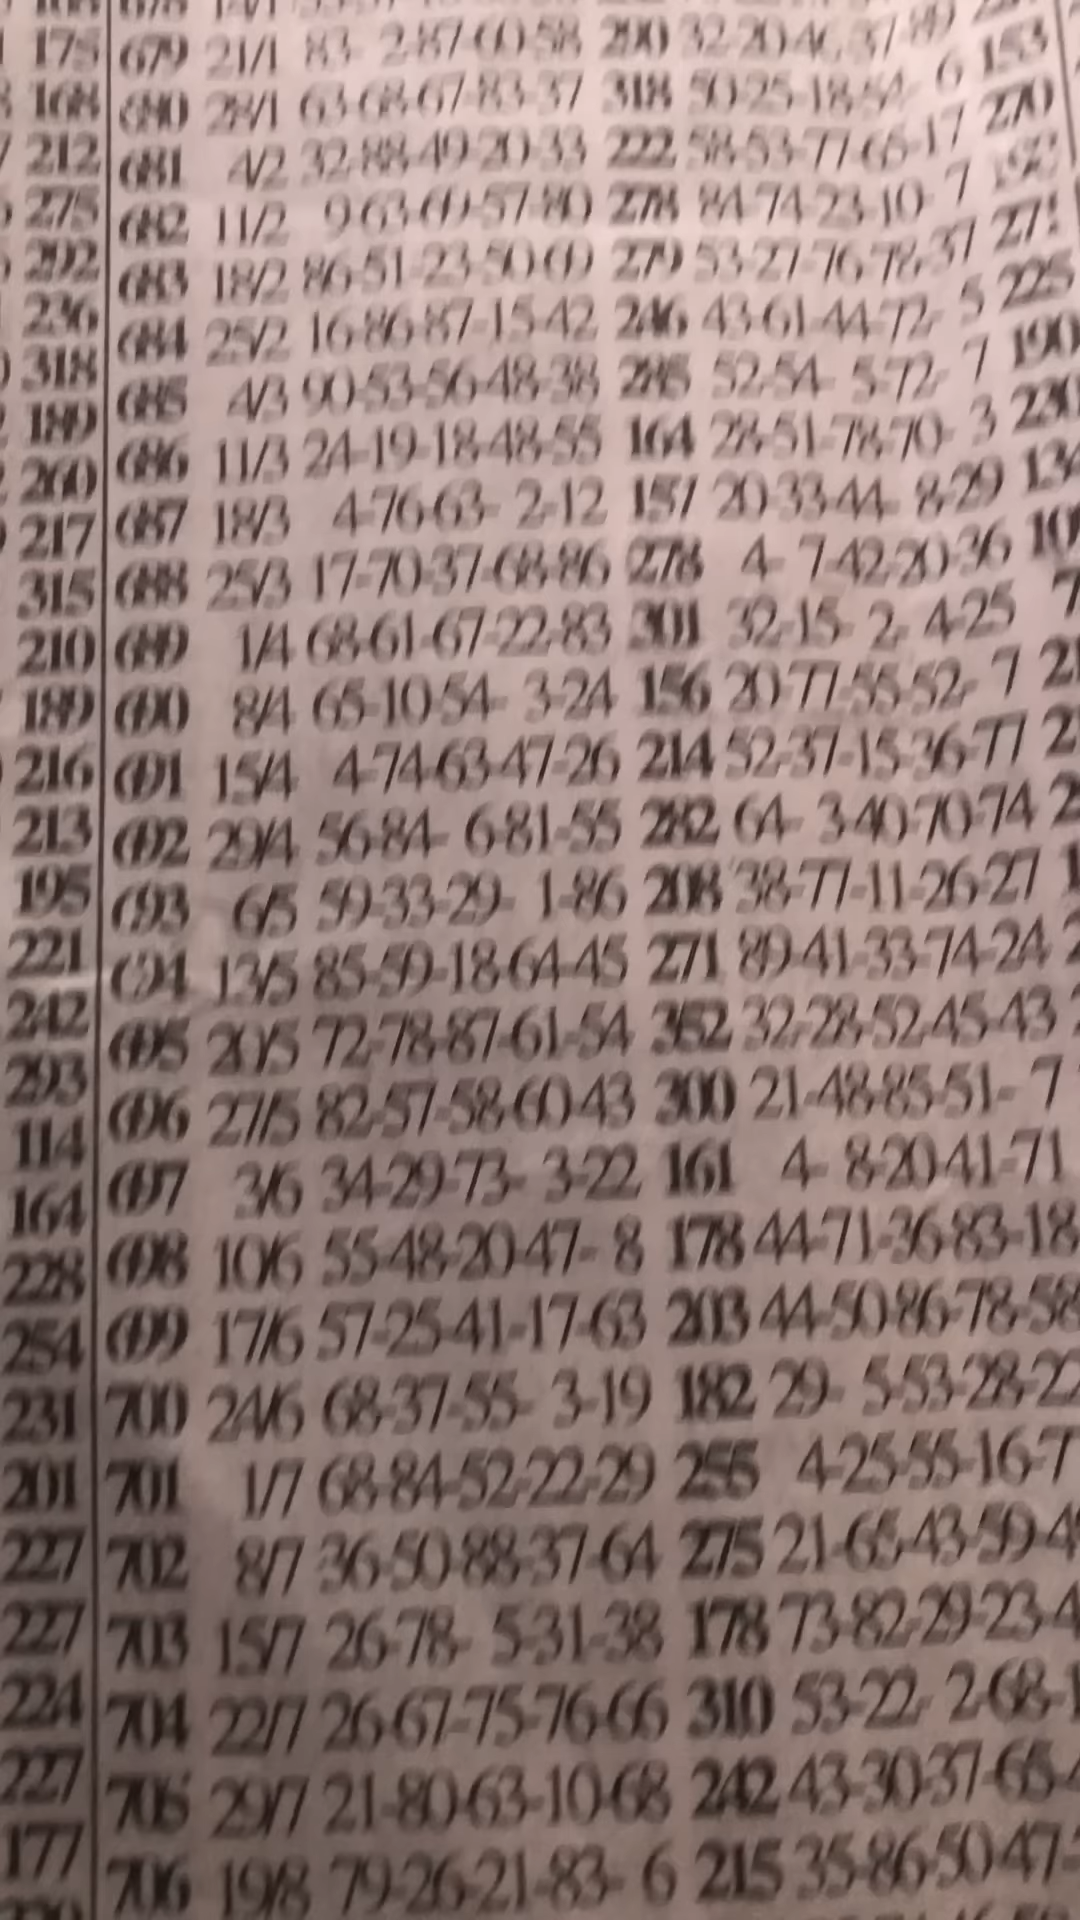 175
168
212
275
292
236
318
189
260
217
315
210
189
216
213
195
221
242
293
114
164
228
254
231
201
227
227
224
227
177
679 21/1 83- 2-87-60-58 290 32-20-46-37-89
680 28/1 63-68-67-83-37 318 50-25-18-54- 6 153
681 4/2 32-88-49-20-33 222 58-53-77-65-17 270
682 11/2 9-63-69-57-80 278 84-74-23-10- 7 198
683 18/2 86-51-23-50-69 279 53-27-76-78-37 271
684 25/2 16-86-87-15-42 246 43-61-44-72- 5 225
685 4/3 90-53-56-48-38 285 52-54- 5-72- 7 190
686 11/3 24-19-18-48-55 164 28-51-78-70- 3 230
687 18/3 4-76-63- 2-12 157 20-33-44- 8-29 134
688 25/3 17-70-37-68-86 278 4- 7-42-20-36 109
689 1/4 68-61-67-22-83 301 32-15- 2- 4-25 7
690 8/4 65-10-54- 3-24 156 20-77-55-52- 7 21
691 15/4 4-74-63-47-26 214 52-37-15-36-77 2
692 29/4 56-84- 6-81-55 282 64- 3-40-70-74 2
693 6/5 59-33-29- 1-86 208 38-77-11-26-27 1
694 13/5 85-59-18-64-45 271 89-41-33-74-24 2
695 20/5 72-78-87-61-54 352 32-28-52-45-43
696 27/5 82-57-58-60-43 300 21-48-85-51- 7
697 3/6 34-29-73- 3-22 161 4- 8-20-41-71
698 10/6 55-48-20-47- 8 178 44-71-36-83-18
699 17/6 57-25-41-17-63 203 44-50-86-78-58
700 24/6 68-37-55- 3-19 182 29- 5-53-28-22
701 1/7 68-84-52-22-29 255 4-25-55-16-7
702 8/7 36-50-88-37-64 275 21-65-43-59-4
703 15/7 26-78- 5-31-38 178 73-82-29-23-4
704 22/7 26-67-75-76-66 310 53-22- 2-68-1
705 29/7 21-80-63-10-68 242 43-30-37-65-
706 19/8 79-26-21-83- 6 215 35-86-50-47-